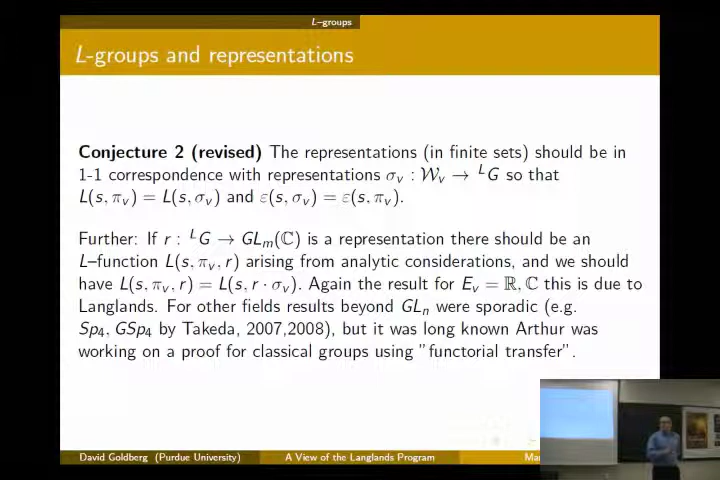 L-groups
L-groups and representations
Conjecture 2 (revised) The representations (in finite sets) should be in
1-1 correspondence with representations σ_v : 𝒲_v → ᴸG so that
L(s, π_v) = L(s, σ_v) and ε(s, σ_v) = ε(s, π_v).
Further: If r : ᴸG → GL_m(ℂ) is a representation there should be an
L–function L(s, π_v, r) arising from analytic considerations, and we should
have L(s, π_v, r) = L(s, r · σ_v). Again the result for E_v = ℝ, ℂ this is due to
Langlands. For other fields results beyond GL_n were sporadic (e.g.
Sp₄, GSp₄ by Takeda, 2007,2008), but it was long known Arthur was
working on a proof for classical groups using "functorial transfer".
David Goldberg (Purdue University) A View of the Langlands Program